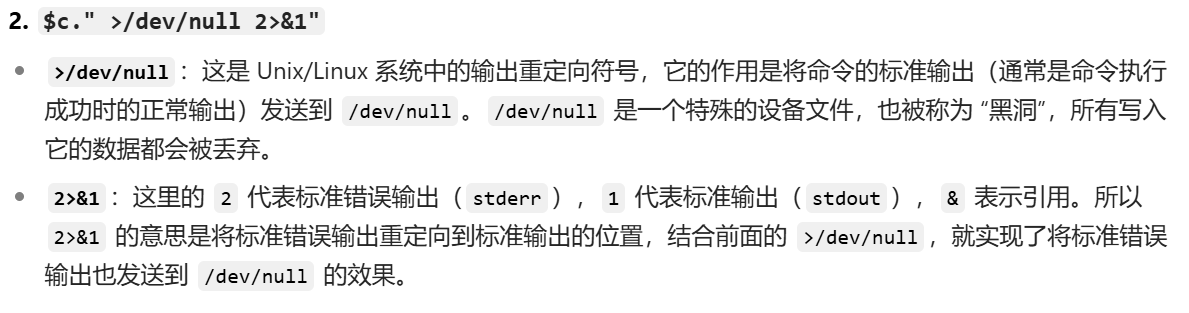 2. $c." >/dev/null 2>&1"
• >/dev/null：这是 Unix/Linux 系统中的输出重定向符号，它的作用是将命令的标准输出（通常是命令执行
成功时的正常输出）发送到 /dev/null 。 /dev/null 是一个特殊的设备文件，也被称为 “黑洞”，所有写入
它的数据都会被丢弃。
• 2>&1：这里的 2 代表标准错误输出（ stderr ），1 代表标准输出（ stdout ），& 表示引用。所以
2>&1 的意思是将标准错误输出重定向到标准输出的位置，结合前面的 >/dev/null ，就实现了将标准错误
输出也发送到 /dev/null 的效果。